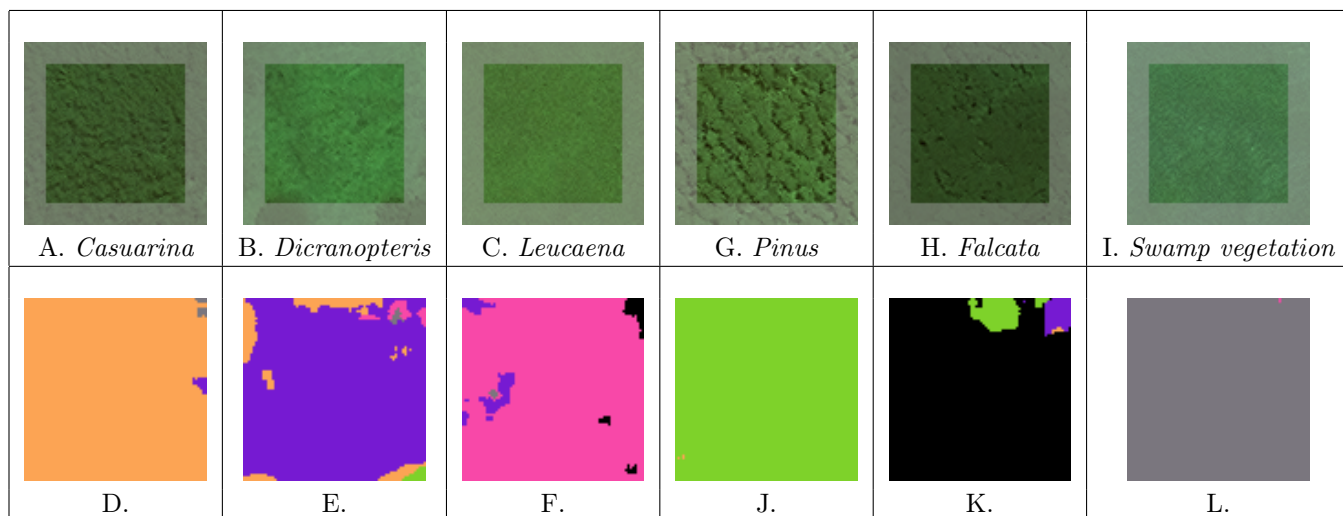 A. Casuarina
B. Dicranopteris
C. Leucaena
G. Pinus
H. Falcata
I. Swamp vegetation
D.
E.
F.
J.
K.
L.